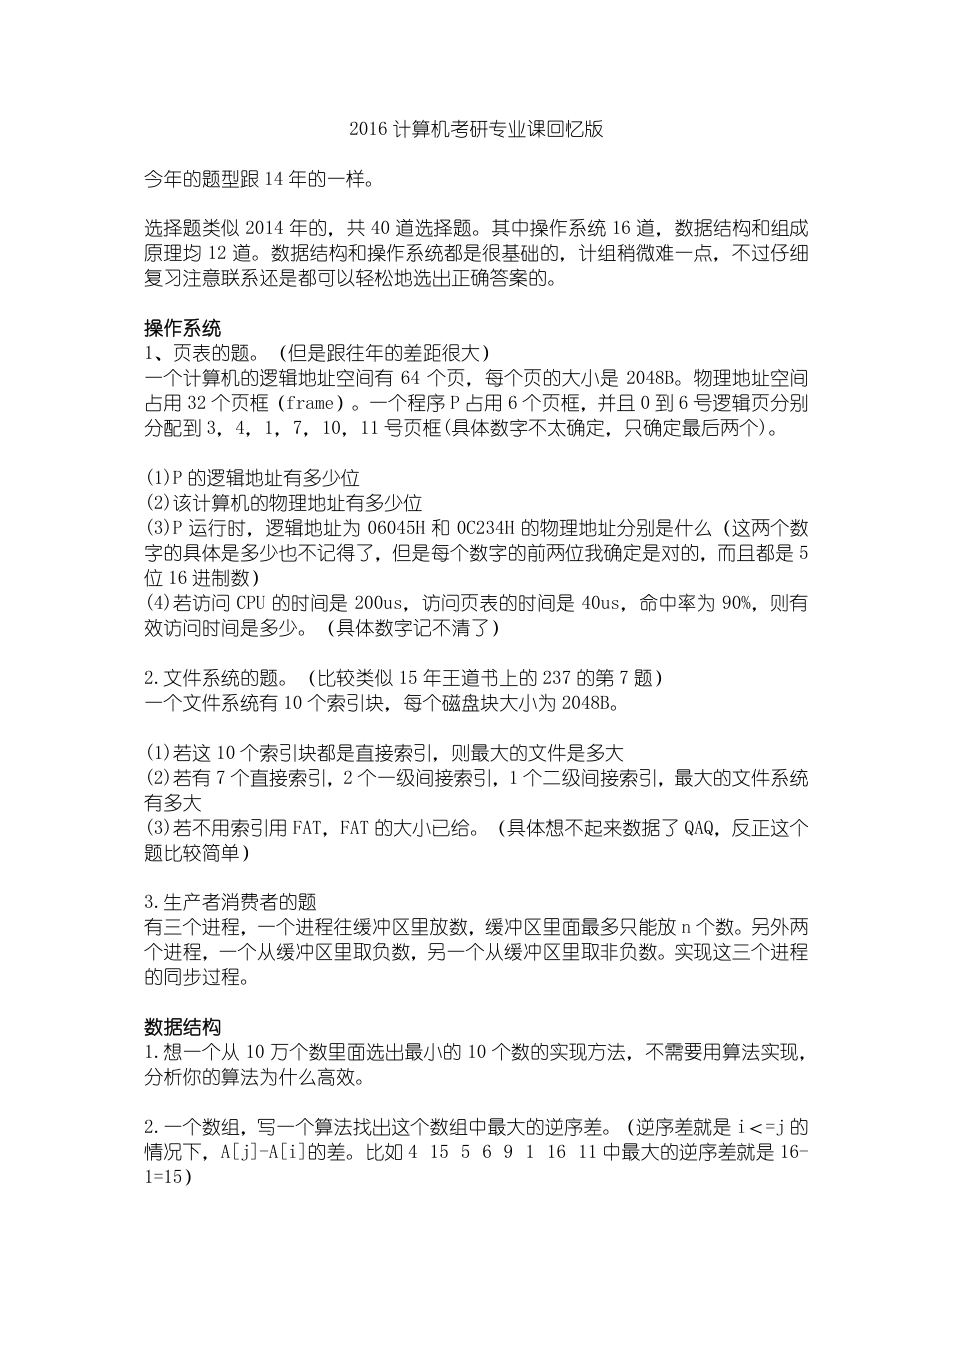 2016 计算机考研专业课回忆版
今年的题型跟 14 年的一样。
选择题类似 2014 年的，共 40 道选择题。其中操作系统 16 道，数据结构和组成
原理均 12 道。数据结构和操作系统都是很基础的，计组稍微难一点，不过仔细
复习注意联系还是都可以轻松地选出正确答案的。
操作系统
1、页表的题。（但是跟往年的差距很大）
一个计算机的逻辑地址空间有 64 个页，每个页的大小是 2048B。物理地址空间
占用 32 个页框（frame）。一个程序 P 占用 6 个页框，并且 0 到 6 号逻辑页分别
分配到 3，4，1，7，10，11 号页框(具体数字不太确定，只确定最后两个)。
(1)P 的逻辑地址有多少位
(2)该计算机的物理地址有多少位
(3)P 运行时，逻辑地址为 06045H 和 0C234H 的物理地址分别是什么（这两个数
字的具体是多少也不记得了，但是每个数字的前两位我确定是对的，而且都是 5
位 16 进制数）
(4)若访问 CPU 的时间是 200us，访问页表的时间是 40us，命中率为 90%，则有
效访问时间是多少。（具体数字记不清了）
2.文件系统的题。（比较类似 15 年王道书上的 237 的第 7 题）
一个文件系统有 10 个索引块，每个磁盘块大小为 2048B。
(1)若这 10 个索引块都是直接索引，则最大的文件是多大
(2)若有 7 个直接索引，2 个一级间接索引，1 个二级间接索引，最大的文件系统
有多大
(3)若不用索引用 FAT，FAT 的大小已给。（具体想不起来数据了 QAQ，反正这个
题比较简单）
3.生产者消费者的题
有三个进程，一个进程往缓冲区里放数，缓冲区里面最多只能放 n 个数。另外两
个进程，一个从缓冲区里取负数，另一个从缓冲区里取非负数。实现这三个进程
的同步过程。
数据结构
1.想一个从 10 万个数里面选出最小的 10 个数的实现方法，不需要用算法实现，
分析你的算法为什么高效。
2.一个数组，写一个算法找出这个数组中最大的逆序差。（逆序差就是 i<=j 的
情况下，A[j]-A[i]的差。比如 4 15 5 6 9 1 16 11 中最大的逆序差就是 16-
1=15）